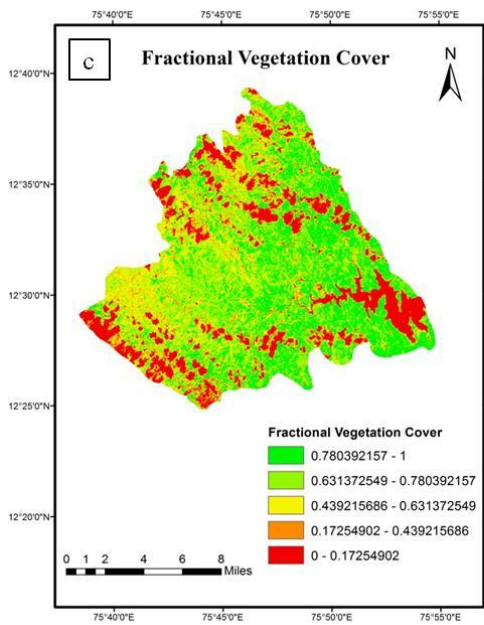 75°40'0"E 75°45'0"E 75°50'0"E 75°55'0"E
C
Fractional Vegetation Cover
N
12°40'0"N
12°35'0"N
12°30'0"N
12°25'0"N
12°20'0"N
Fractional Vegetation Cover
0.780392157 - 1
0.631372549 - 0.780392157
0.439215686 - 0.631372549
0.17254902 - 0.439215686
0 - 0.17254902
0 1 2 4 6 8
Miles
75°40'0"E 75°45'0"E 75°50'0"E 75°55'0"E